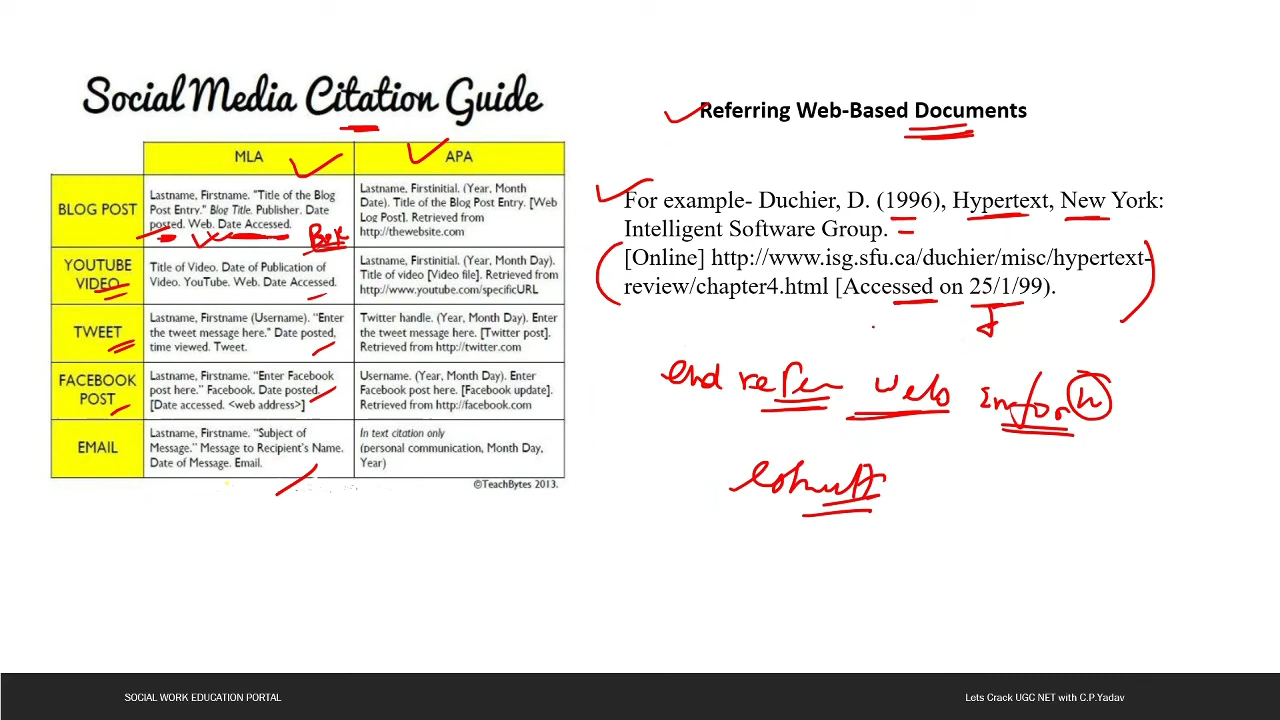 Social Media Citation Guide
MLA
APA
BLOG POST
Lastname, Firstname. "Title of the Blog
Post Entry." Blog Title. Publisher. Date
posted. Web. Date Accessed.
Lastname, Firstinitial. (Year, Month
Date). Title of the Blog Post Entry. [Web
Log Post]. Retrieved from
http://thewebsite.com
YOUTUBE
VIDEO
Title of Video. Date of Publication of
Video. YouTube. Web. Date Accessed.
Lastname, Firstinitial. (Year, Month Day).
Title of video [Video file]. Retrieved from
http://www.youtube.com/specificURL
TWEET
Lastname, Firstname (Username). "Enter
the tweet message here." Date posted,
time viewed. Tweet.
Twitter handle. (Year, Month Day). Enter
the tweet message here. [Twitter post].
Retrieved from http://twitter.com
FACEBOOK
POST
Lastname, Firstname. "Enter Facebook
post here." Facebook. Date posted.
[Date accessed. <web address>]
Username. (Year, Month Day). Enter
Facebook post here. [Facebook update].
Retrieved from http://facebook.com
EMAIL
Lastname, Firstname. "Subject of
Message." Message to Recipient's Name.
Date of Message. Email.
In text citation only
(personal communication, Month Day,
Year)
©TeachBytes 2013.
Referring Web-Based Documents
For example- Duchier, D. (1996), Hypertext, New York:
Intelligent Software Group.
[Online] http://www.isg.sfu.ca/duchier/misc/hypertext-
review/chapter4.html [Accessed on 25/1/99).
end refer web
SOCIAL WORK EDUCATION PORTAL
Lets Crack UGC NET with C.P.Yadav